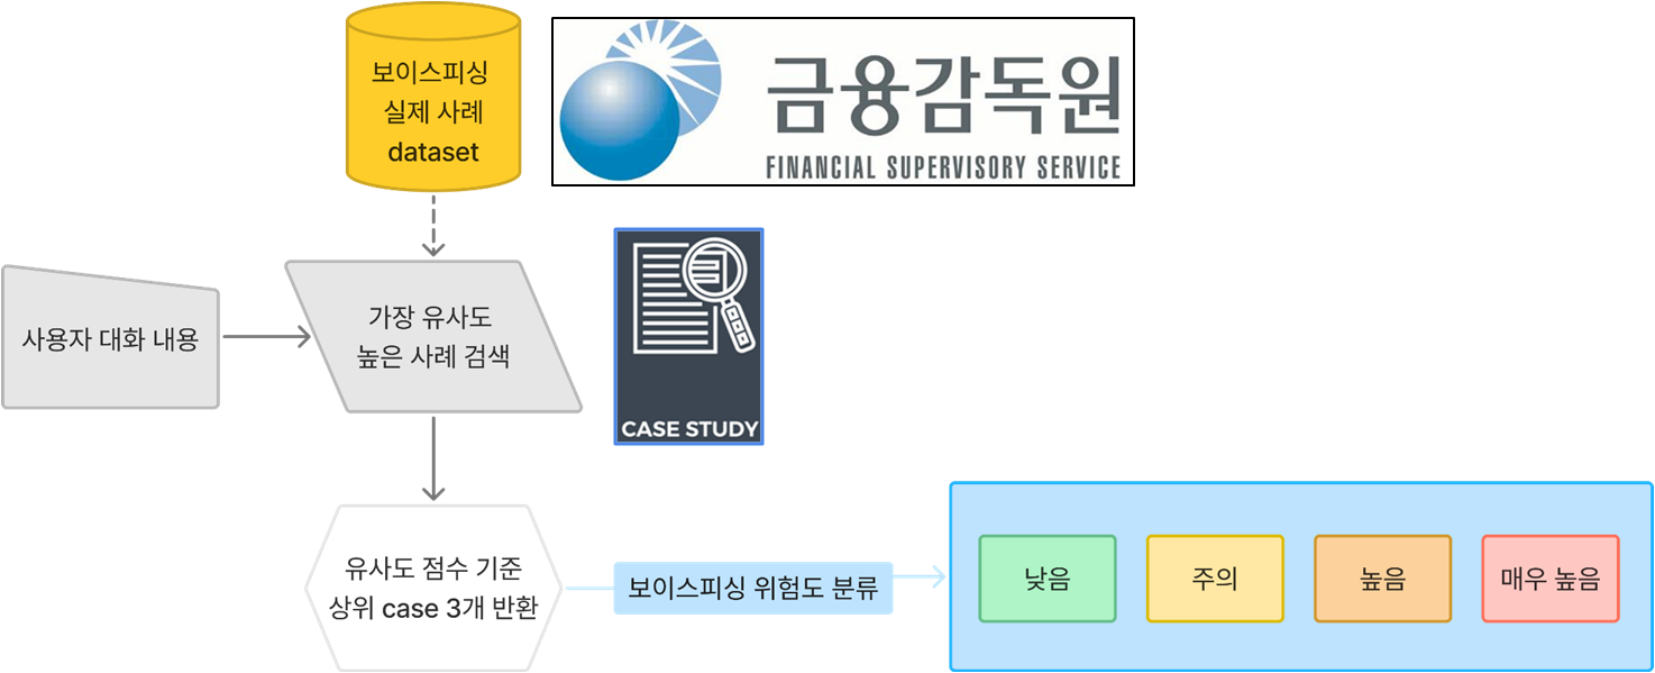 보이스피싱
실제 사례
dataset
금융감독원
FINANCIAL SUPERVISORY SERVICE
사용자 대화 내용
가장 유사도
높은 사례 검색
CASE STUDY
유사도 점수 기준
상위 case 3개 반환
보이스피싱 위험도 분류
낮음
주의
높음
매우 높음